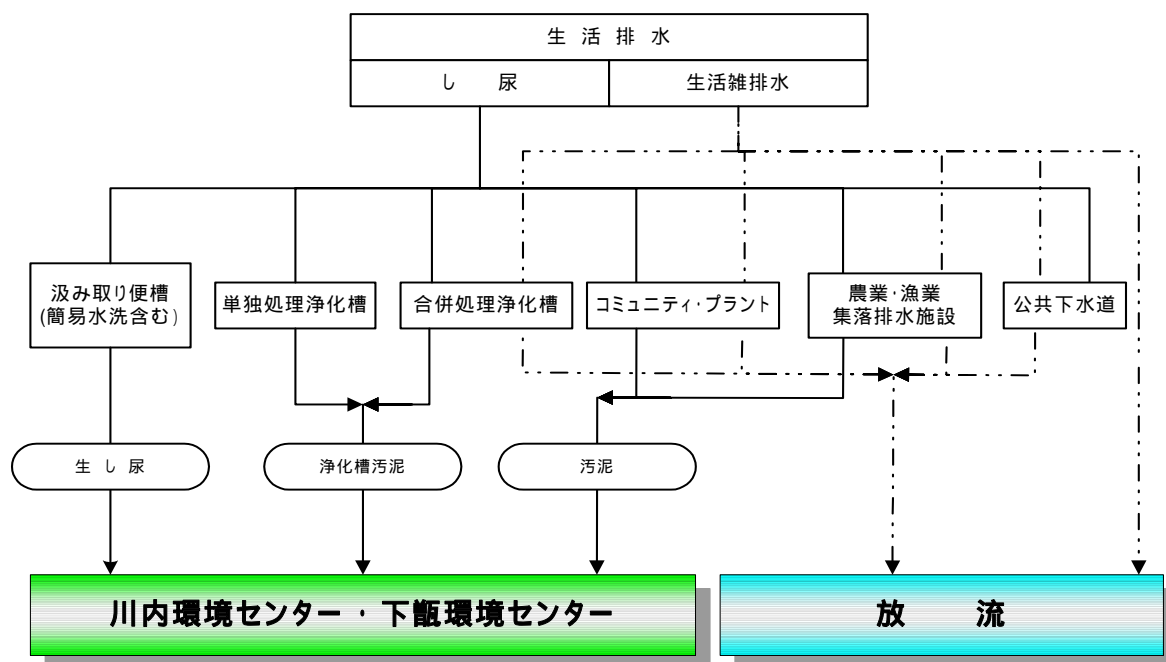 生 活 排 水
し 尿
生活雑排水
汲み取り便槽
(簡易水洗含む)
単独処理浄化槽
合併処理浄化槽
コミュニティ・プラント
農業・漁業
集落排水施設
公共下水道
生 し 尿
浄化槽汚泥
汚泥
川内環境センター ・ 下甑環境センター
放 流